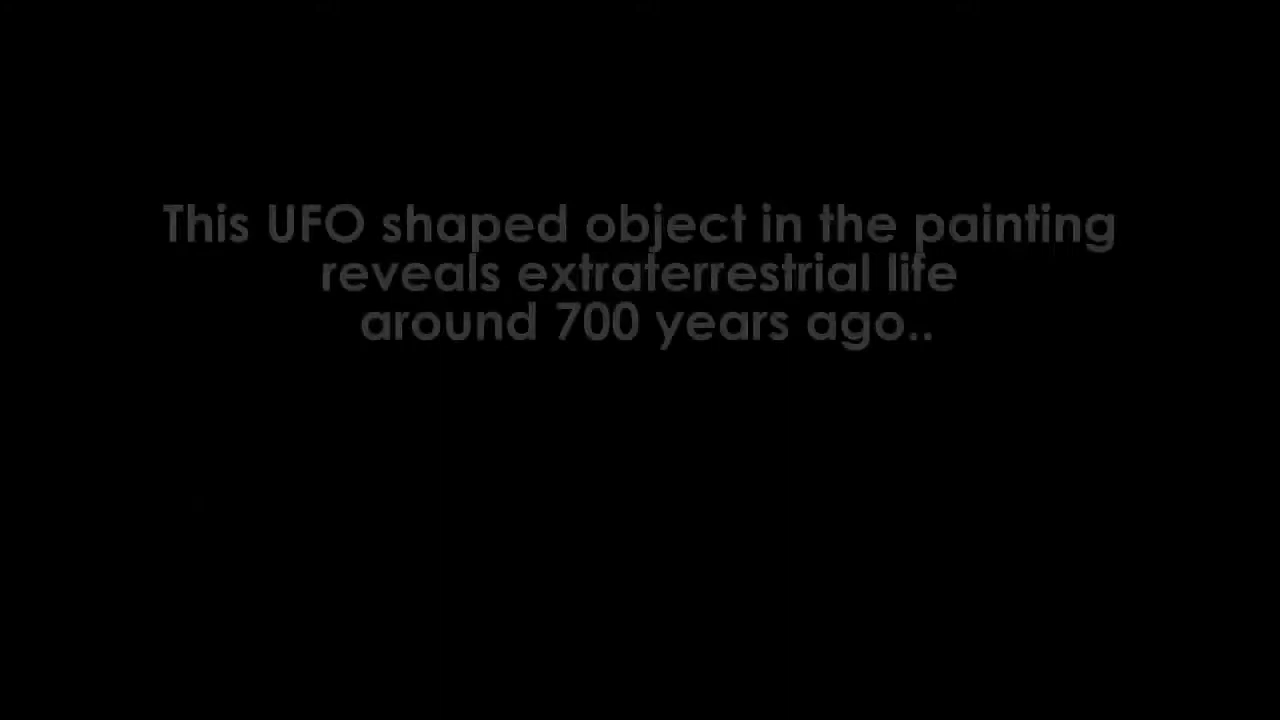 This UFO shaped object in the painting
reveals extraterrestrial life
around 700 years ago..